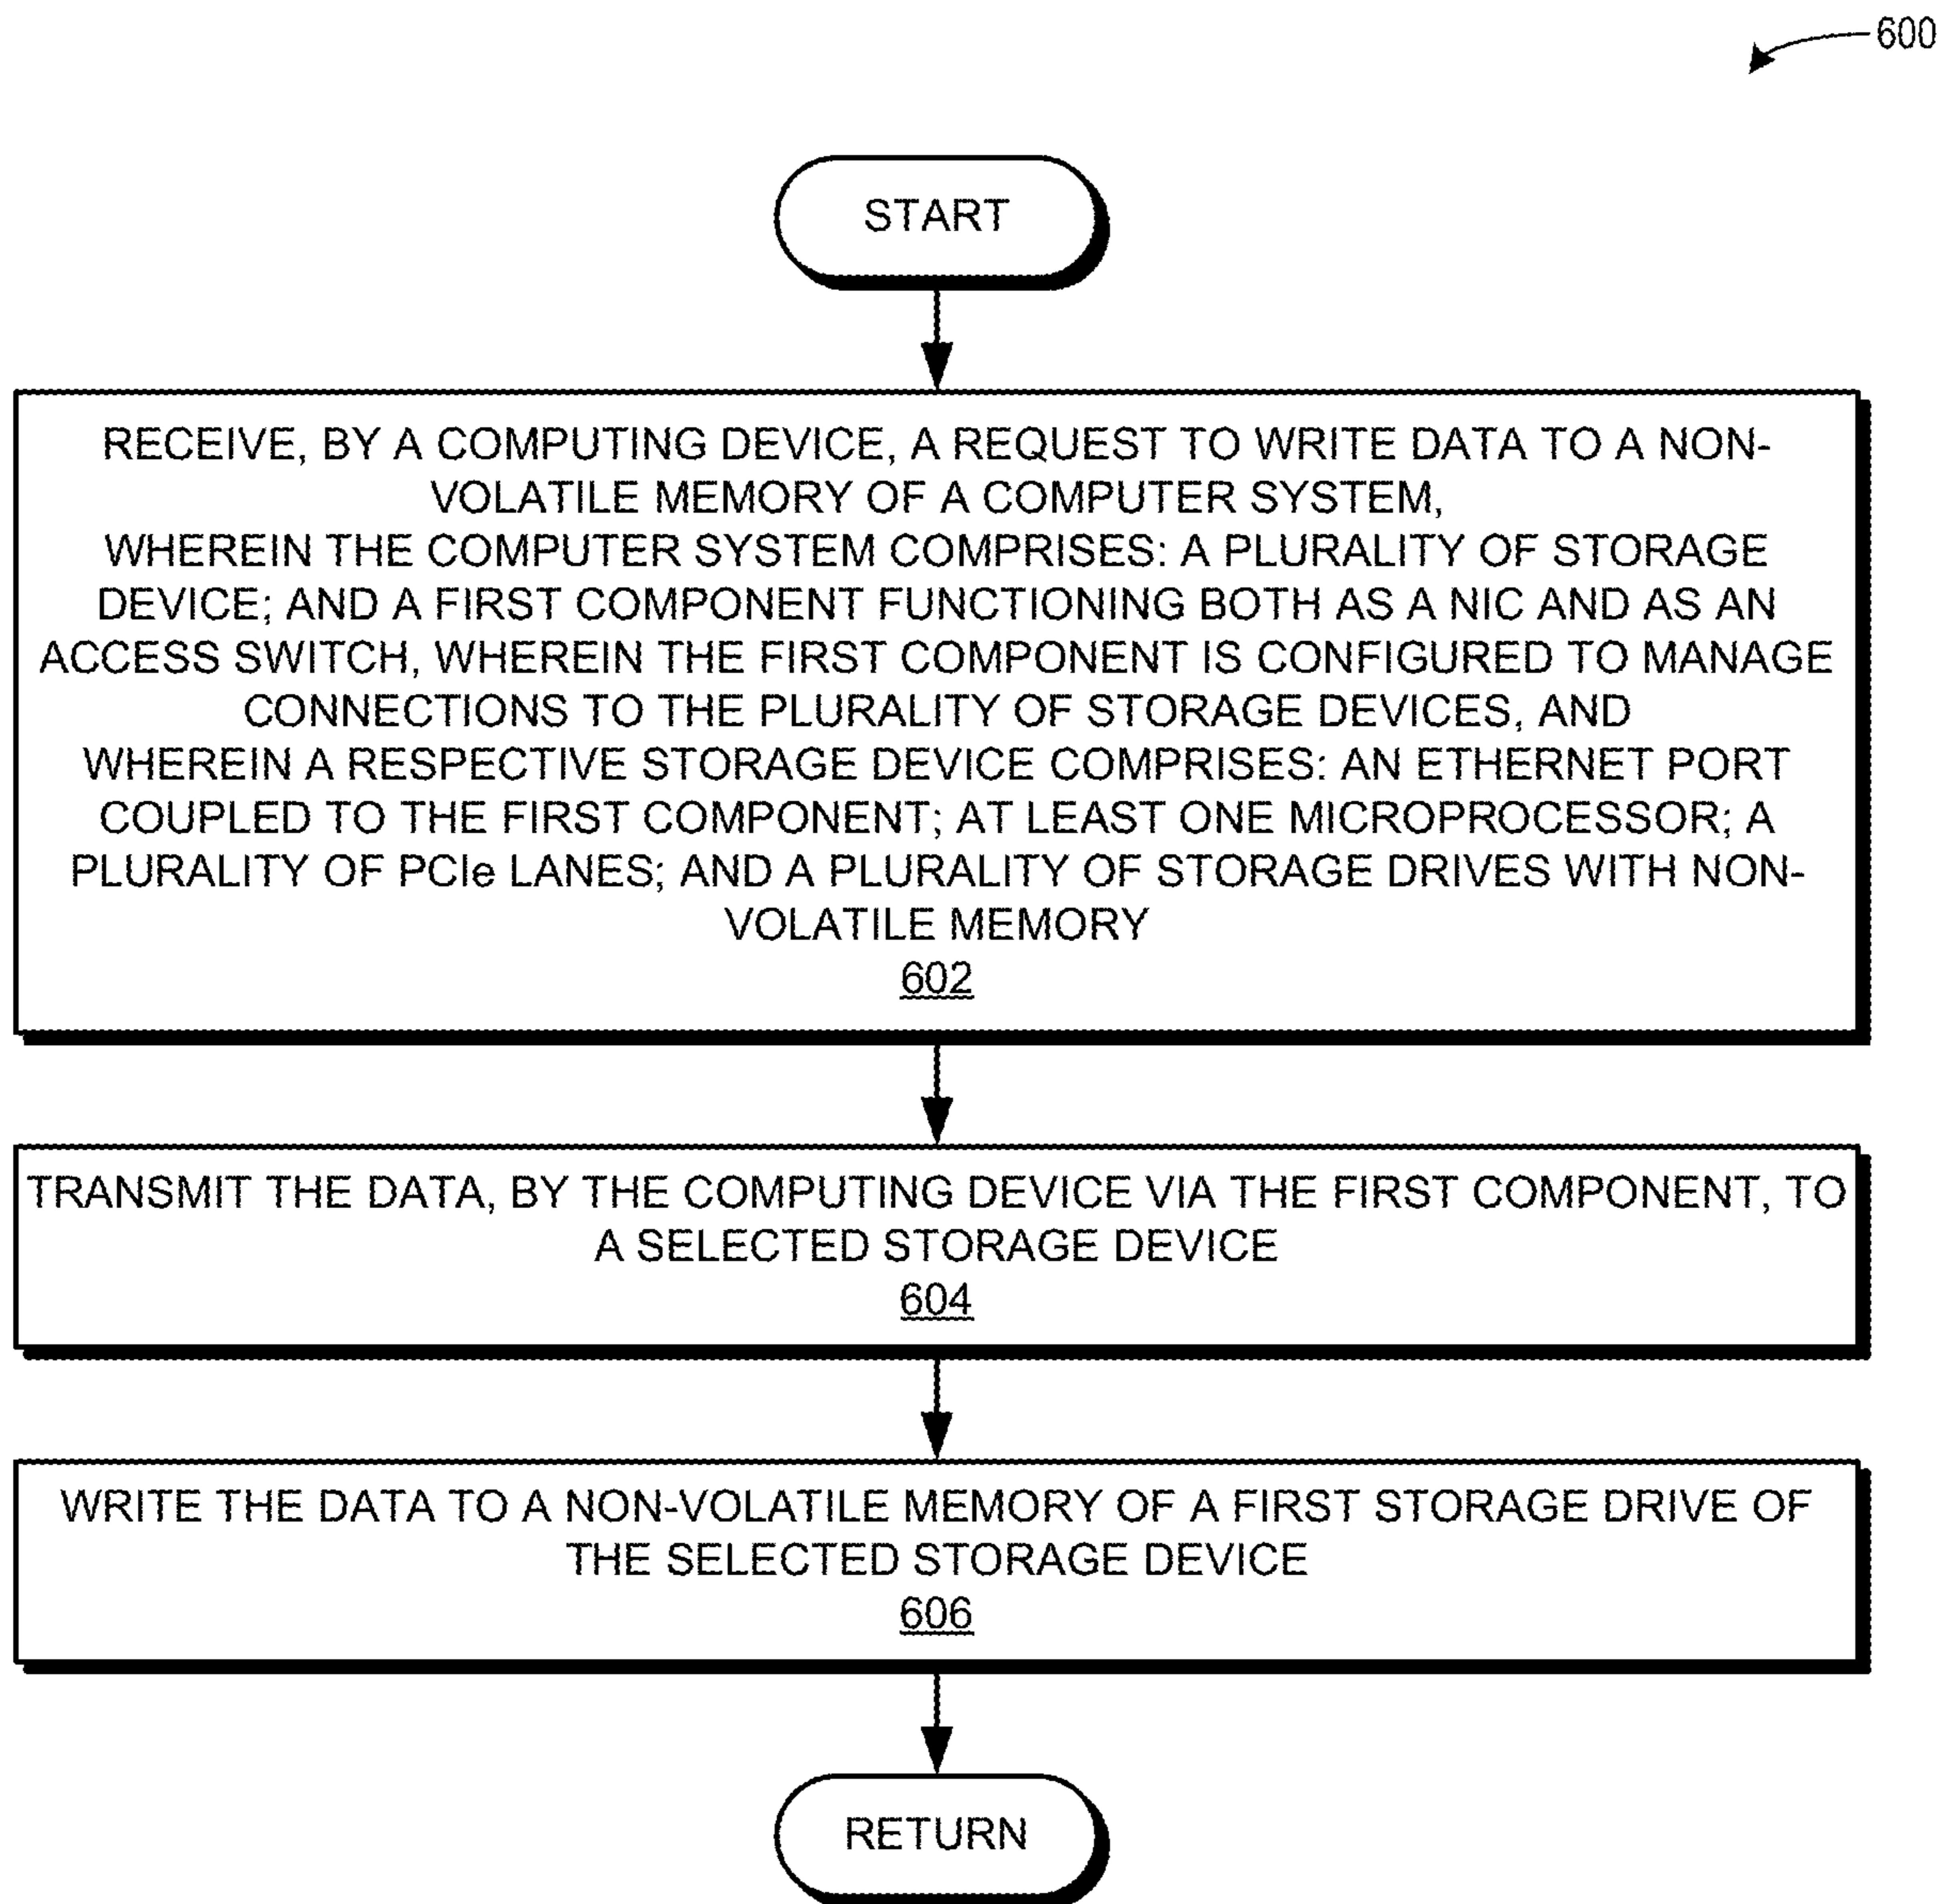 600
START
RECEIVE, BY A COMPUTING DEVICE, A REQUEST TO WRITE DATA TO A NON-
VOLATILE MEMORY OF A COMPUTER SYSTEM,
WHEREIN THE COMPUTER SYSTEM COMPRISES: A PLURALITY OF STORAGE
DEVICE; AND A FIRST COMPONENT FUNCTIONING BOTH AS A NIC AND AS AN
ACCESS SWITCH, WHEREIN THE FIRST COMPONENT IS CONFIGURED TO MANAGE
CONNECTIONS TO THE PLURALITY OF STORAGE DEVICES, AND
WHEREIN A RESPECTIVE STORAGE DEVICE COMPRISES: AN ETHERNET PORT
COUPLED TO THE FIRST COMPONENT; AT LEAST ONE MICROPROCESSOR; A
PLURALITY OF PCIe LANES; AND A PLURALITY OF STORAGE DRIVES WITH NON-
VOLATILE MEMORY
602
TRANSMIT THE DATA, BY THE COMPUTING DEVICE VIA THE FIRST COMPONENT, TO
A SELECTED STORAGE DEVICE
604
WRITE THE DATA TO A NON-VOLATILE MEMORY OF A FIRST STORAGE DRIVE OF
THE SELECTED STORAGE DEVICE
606
RETURN